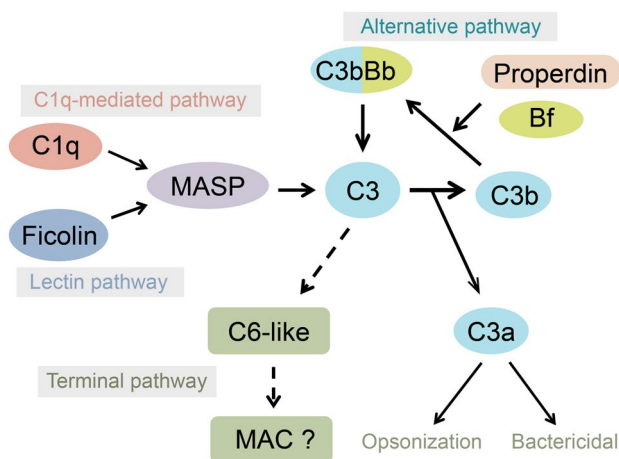 Alternative pathway
C3bBb
Properdin
C1q-mediated pathway
Bf
C1q
MASP
C3
C3b
Ficolin
Lectin pathway
C6-like
C3a
Terminal pathway
MAC ?
Opsonization
Bactericidal